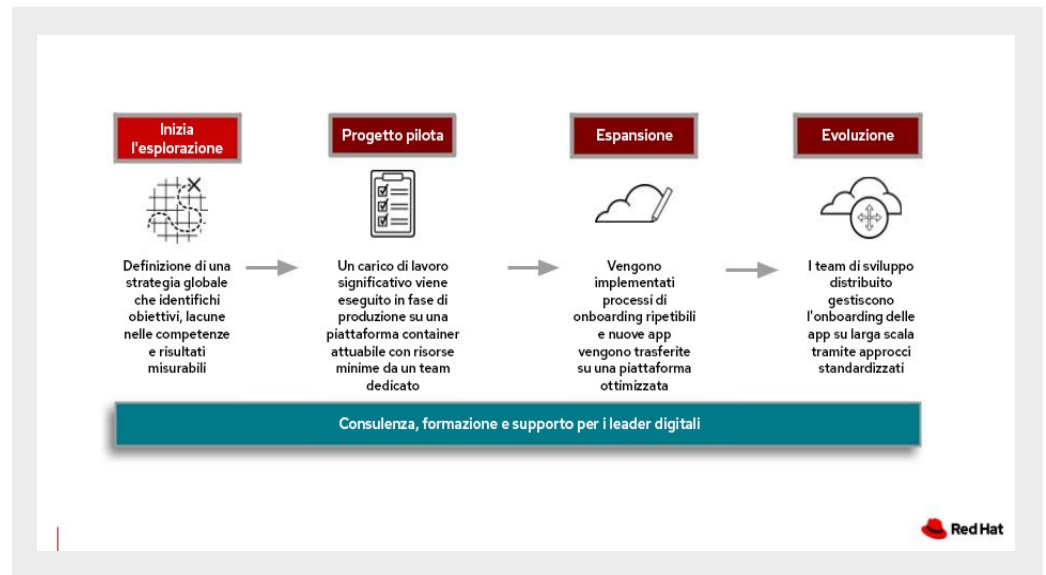 Inizia
l'esplorazione
Progetto pilota
Espansione
Evoluzione
Definizione di una
strategia globale
che identifichi
obiettivi, lacune
nelle competenze
e risultati
misurabili
Un carico di lavoro
significativo viene
eseguito in fase di
produzione su una
piattaforma container
attuabile con risorse
minime da un team
dedicato
Vengono
implementati
processi di
onboarding ripetibili
e nuove app
vengono trasferite
su una piattaforma
ottimizzata
I team di sviluppo
distribuito
gestiscono
l'onboarding delle
app su larga scala
tramite approcci
standardizzati
Consulenza, formazione e supporto per i leader digitali
Red Hat